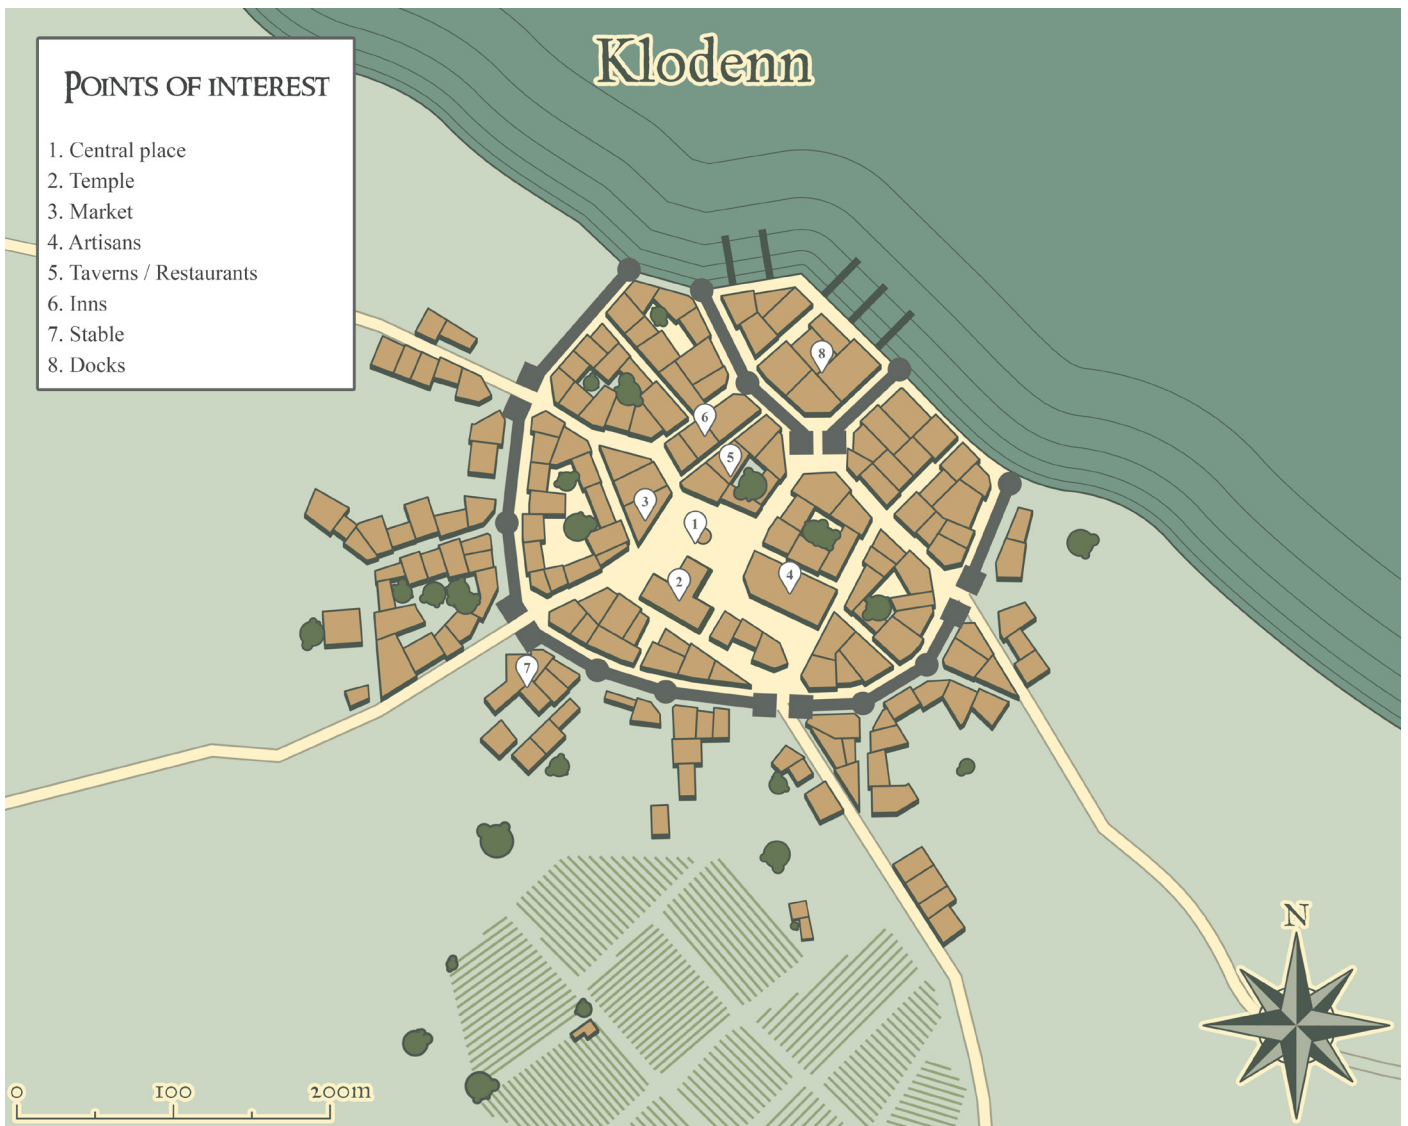 Klodenn
POINTS OF INTEREST
1. Central place
2. Temple
3. Market
4. Artisans
5. Taverns / Restaurants
6. Inns
7. Stable
8. Docks
8
6
5
3
1
4
2
7
N
0 100 200m